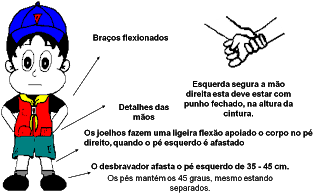 Braços flexionados
Esquerda segura a mão
direita esta deve estar com
punho fechado, na altura da
cintura.
Detalhes das
mãos
Os joelhos fazem uma ligeira flexão apoiado o corpo no pé
direito, quando o pé esquerdo é afastado
O desbravador afasta o pé esquerdo de 35 - 45 cm.
Os pés mantém os 45 graus, mesmo estando
separados.